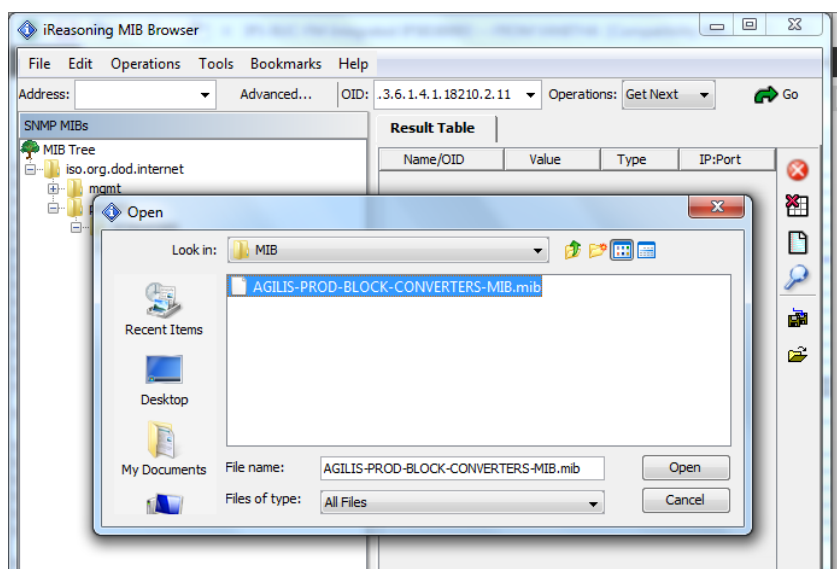 iReasoning MIB Browser
File Edit Operations Tools Bookmarks Help
Address: Advanced... OID: .3.6.1.4.1.18210.2.11 Operations: Get Next Go
SNMP MIBs
Result Table
MIB Tree
Name/OID Value Type IP:Port
iso.org.dod.internet
mgmt
Open
Look in: MIB
AGILIS-PROD-BLOCK-CONVERTERS-MIB.mib
Recent Items
Desktop
My Documents
File name: AGILIS-PROD-BLOCK-CONVERTERS-MIB.mib Open
Files of type: All Files Cancel